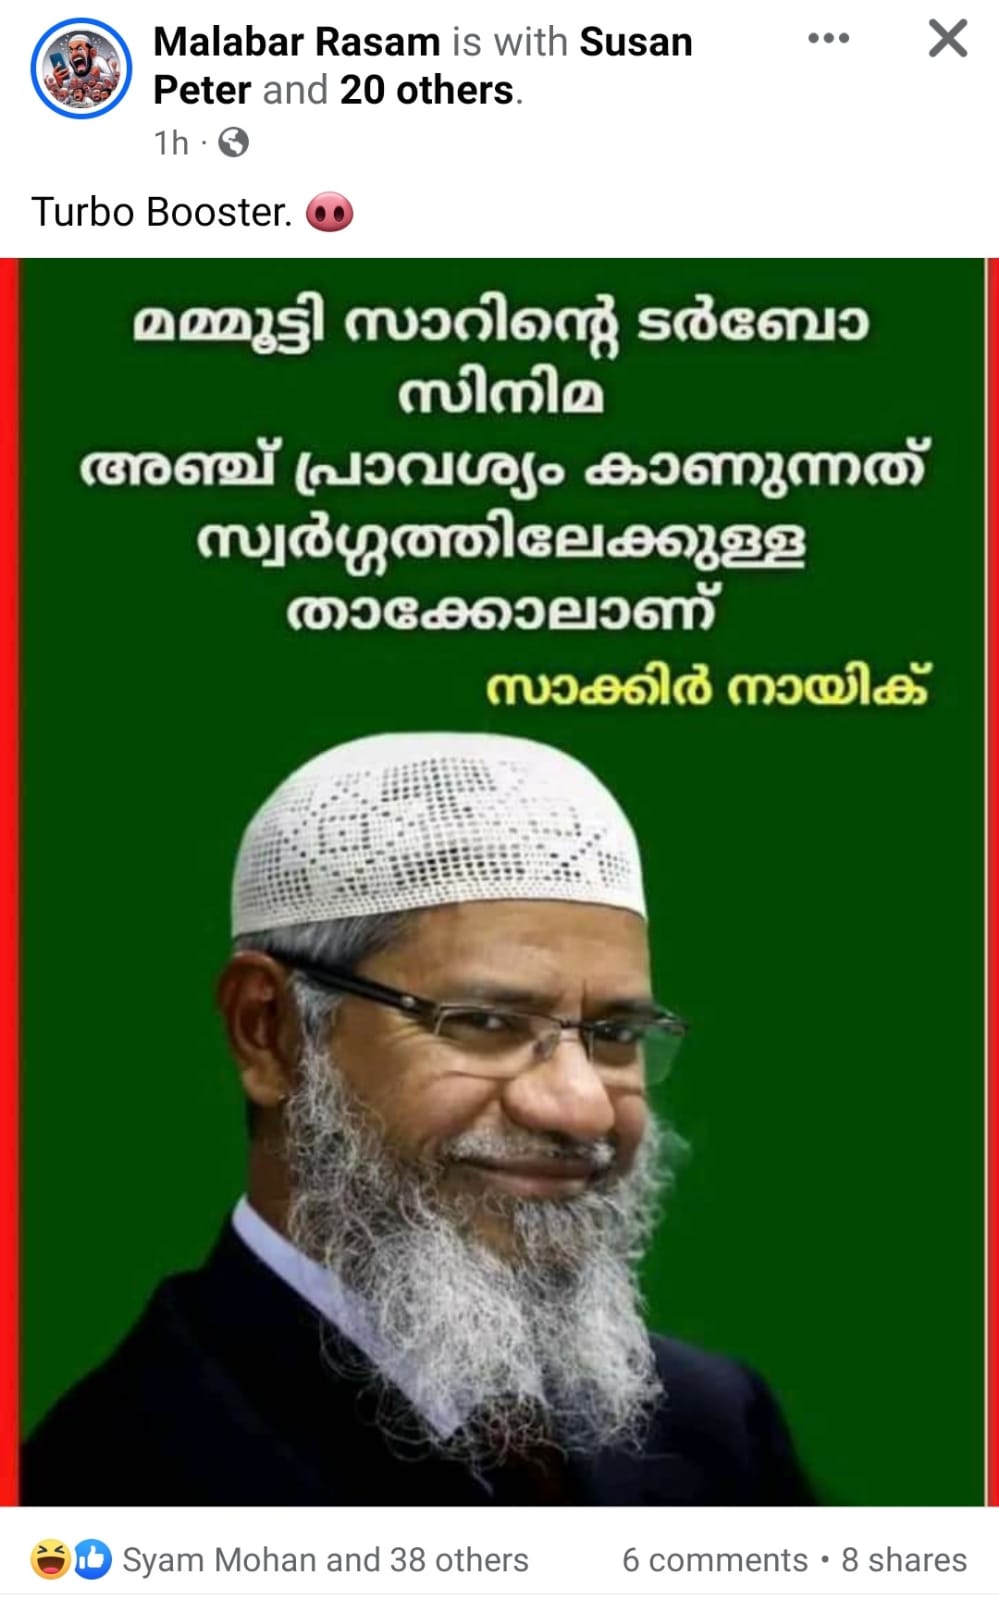 Malabar Rasam is with Susan
Peter and 20 others.
1h ·
Turbo Booster. 🐽
മമ്മൂട്ടി സാറിന്റെ ടർബോ
സിനിമ
അഞ്ച് പ്രാവശ്യം കാണുന്നത്
സ്വർഗ്ഗത്തിലേക്കുള്ള
താക്കോലാണ്
സാക്കിർ നായിക്
Syam Mohan and 38 others 6 comments • 8 shares